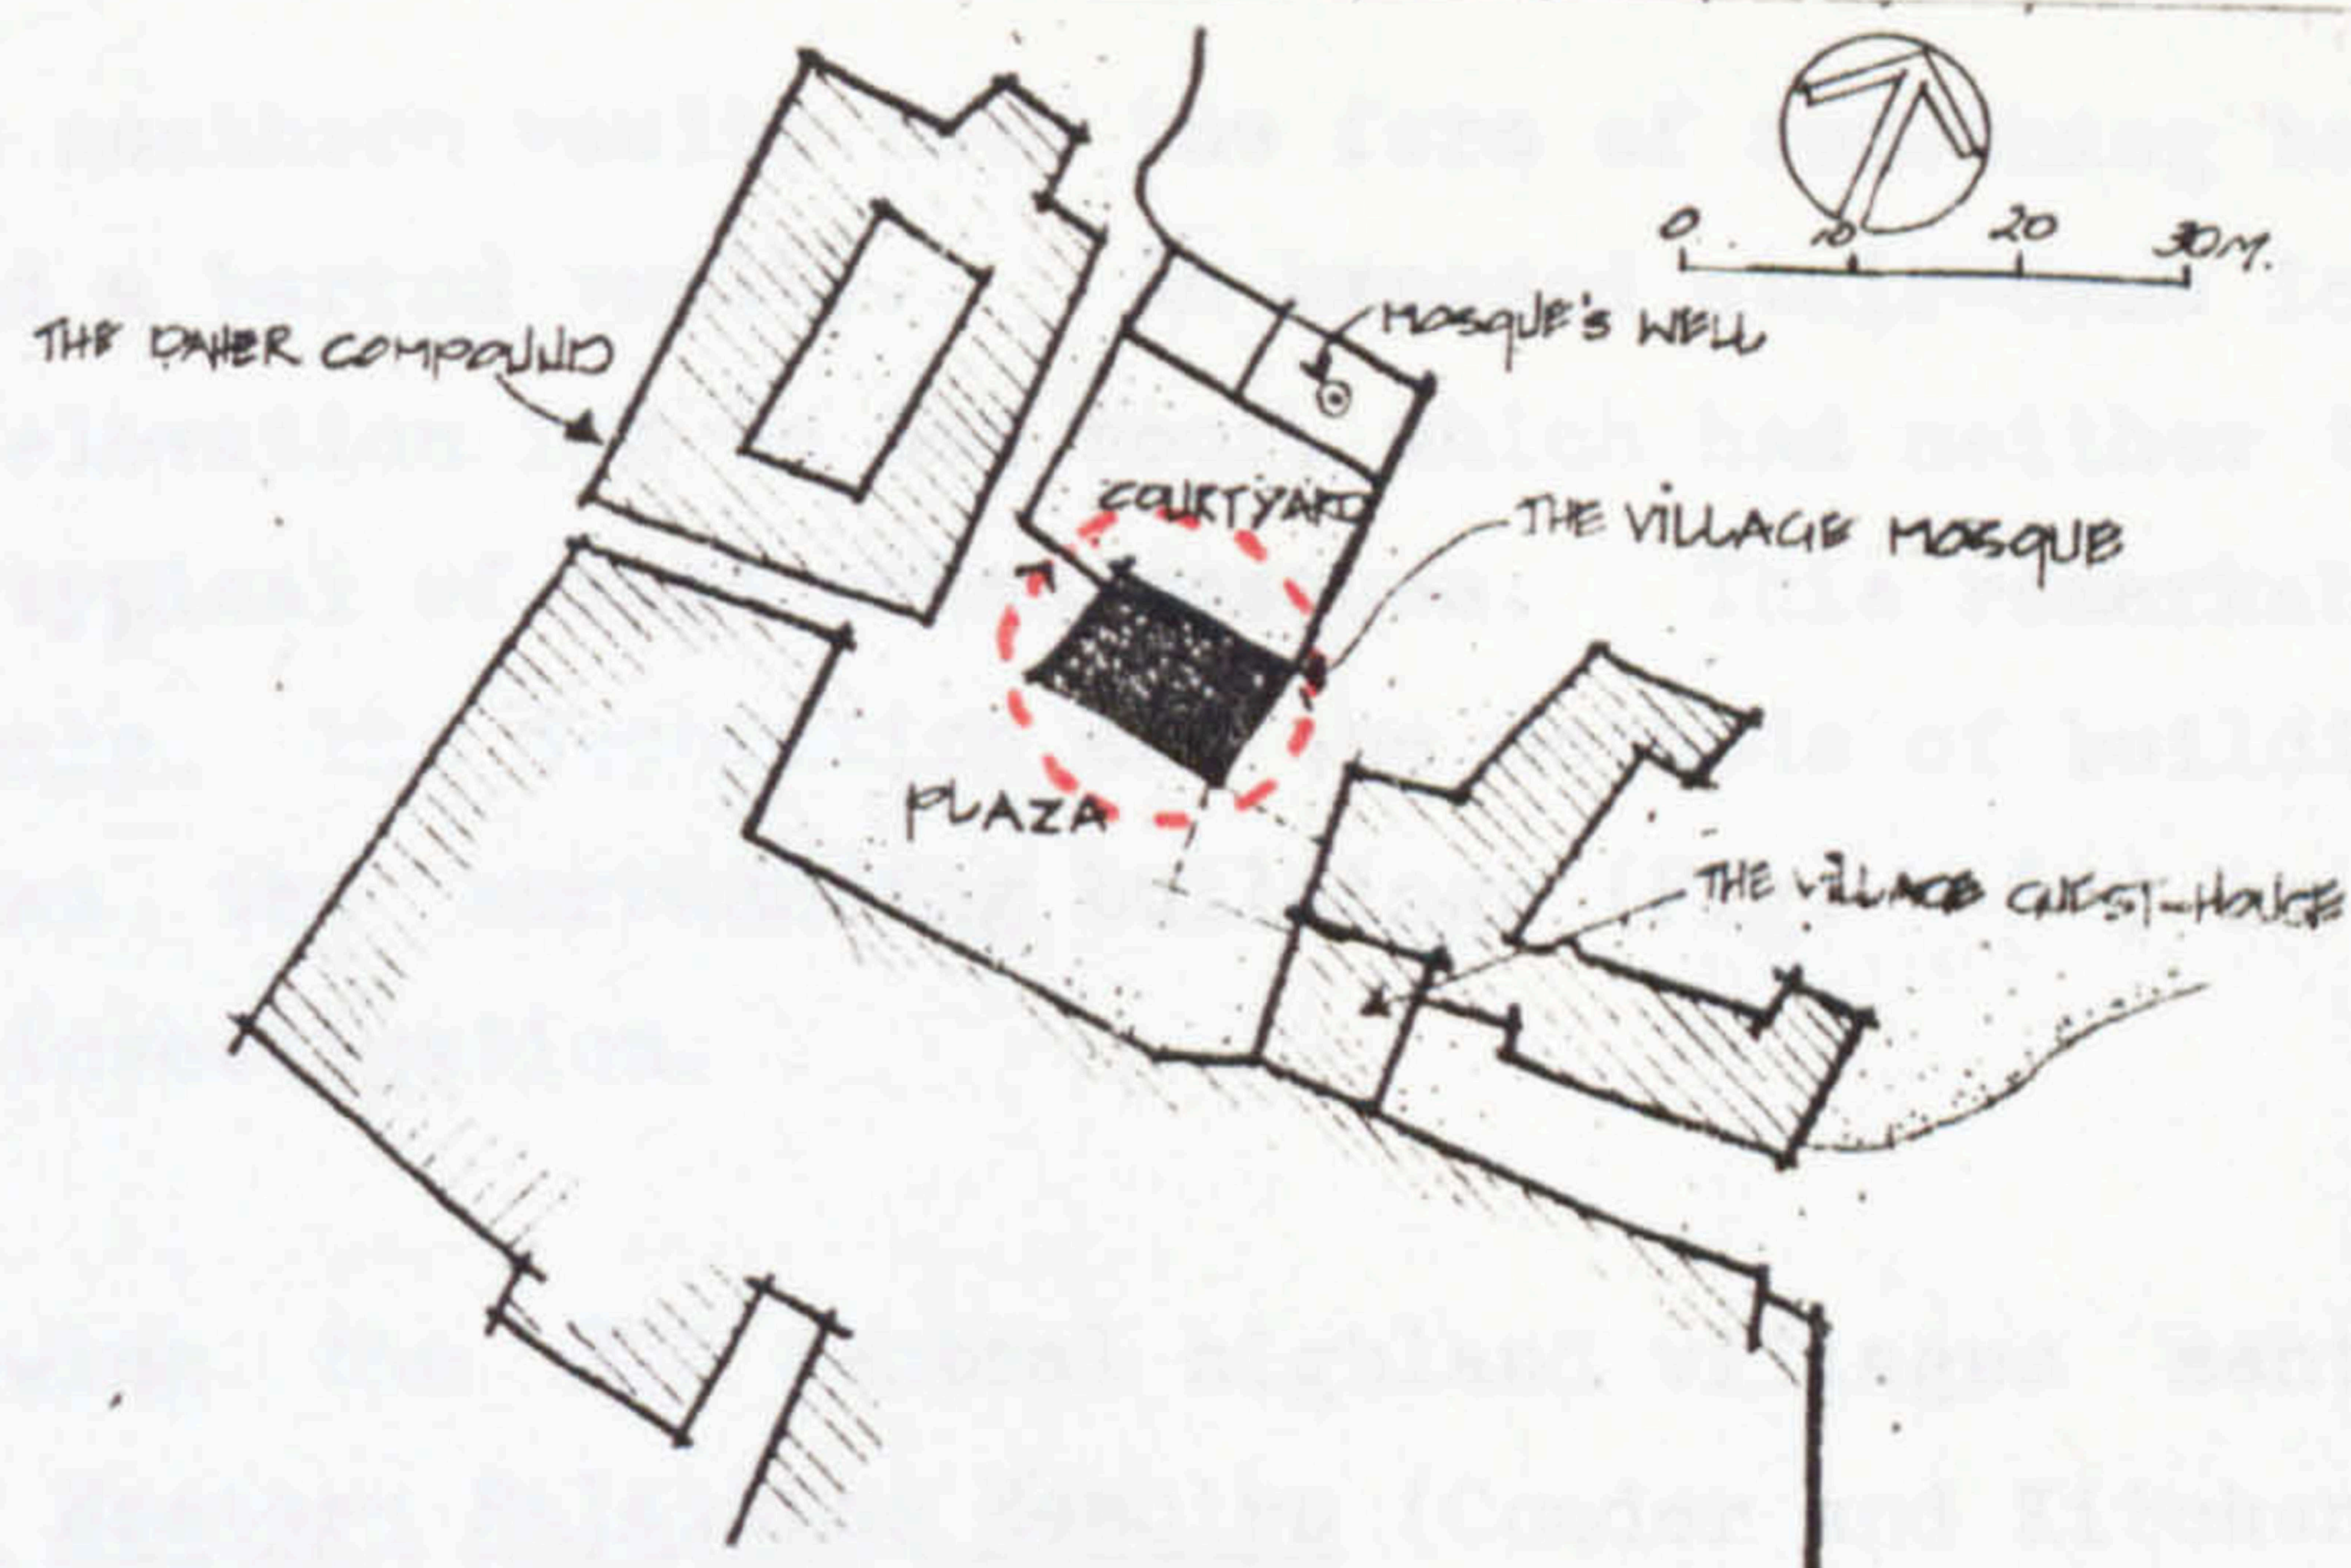 0 10 20 30M.
MOSQUE'S WELL
THE DAHER COMPOUND
COURTYARD
THE VILLAGE MOSQUE
PLAZA
THE VILLAGE GUEST-HOUSE